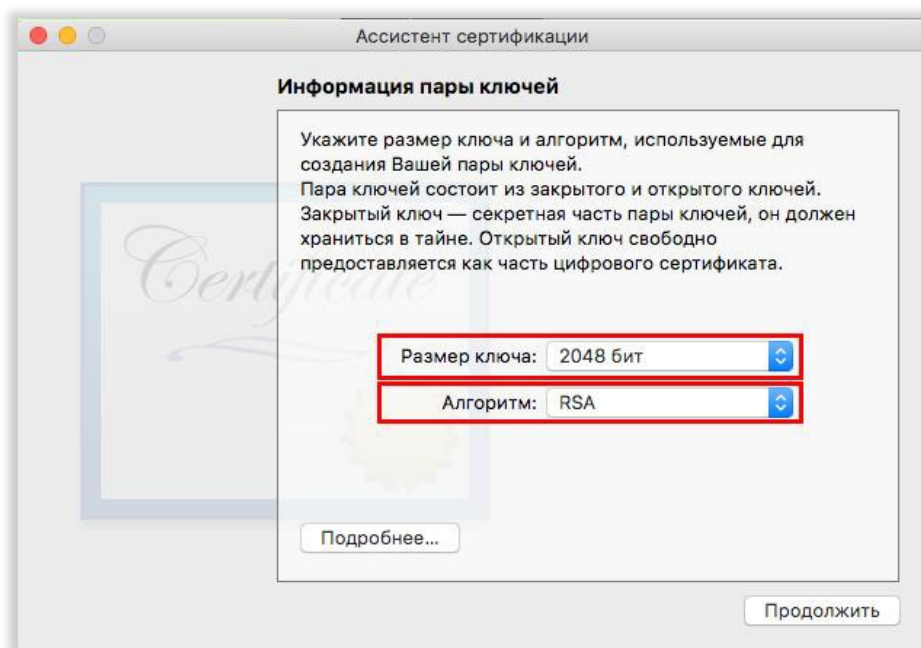 Ассистент сертификации
Информация пары ключей
Укажите размер ключа и алгоритм, используемые для
создания Вашей пары ключей.
Пара ключей состоит из закрытого и открытого ключей.
Закрытый ключ — секретная часть пары ключей, он должен
храниться в тайне. Открытый ключ свободно
предоставляется как часть цифрового сертификата.
Certificate
Размер ключа: 2048 бит
Алгоритм: RSA
Подробнее...
Продолжить